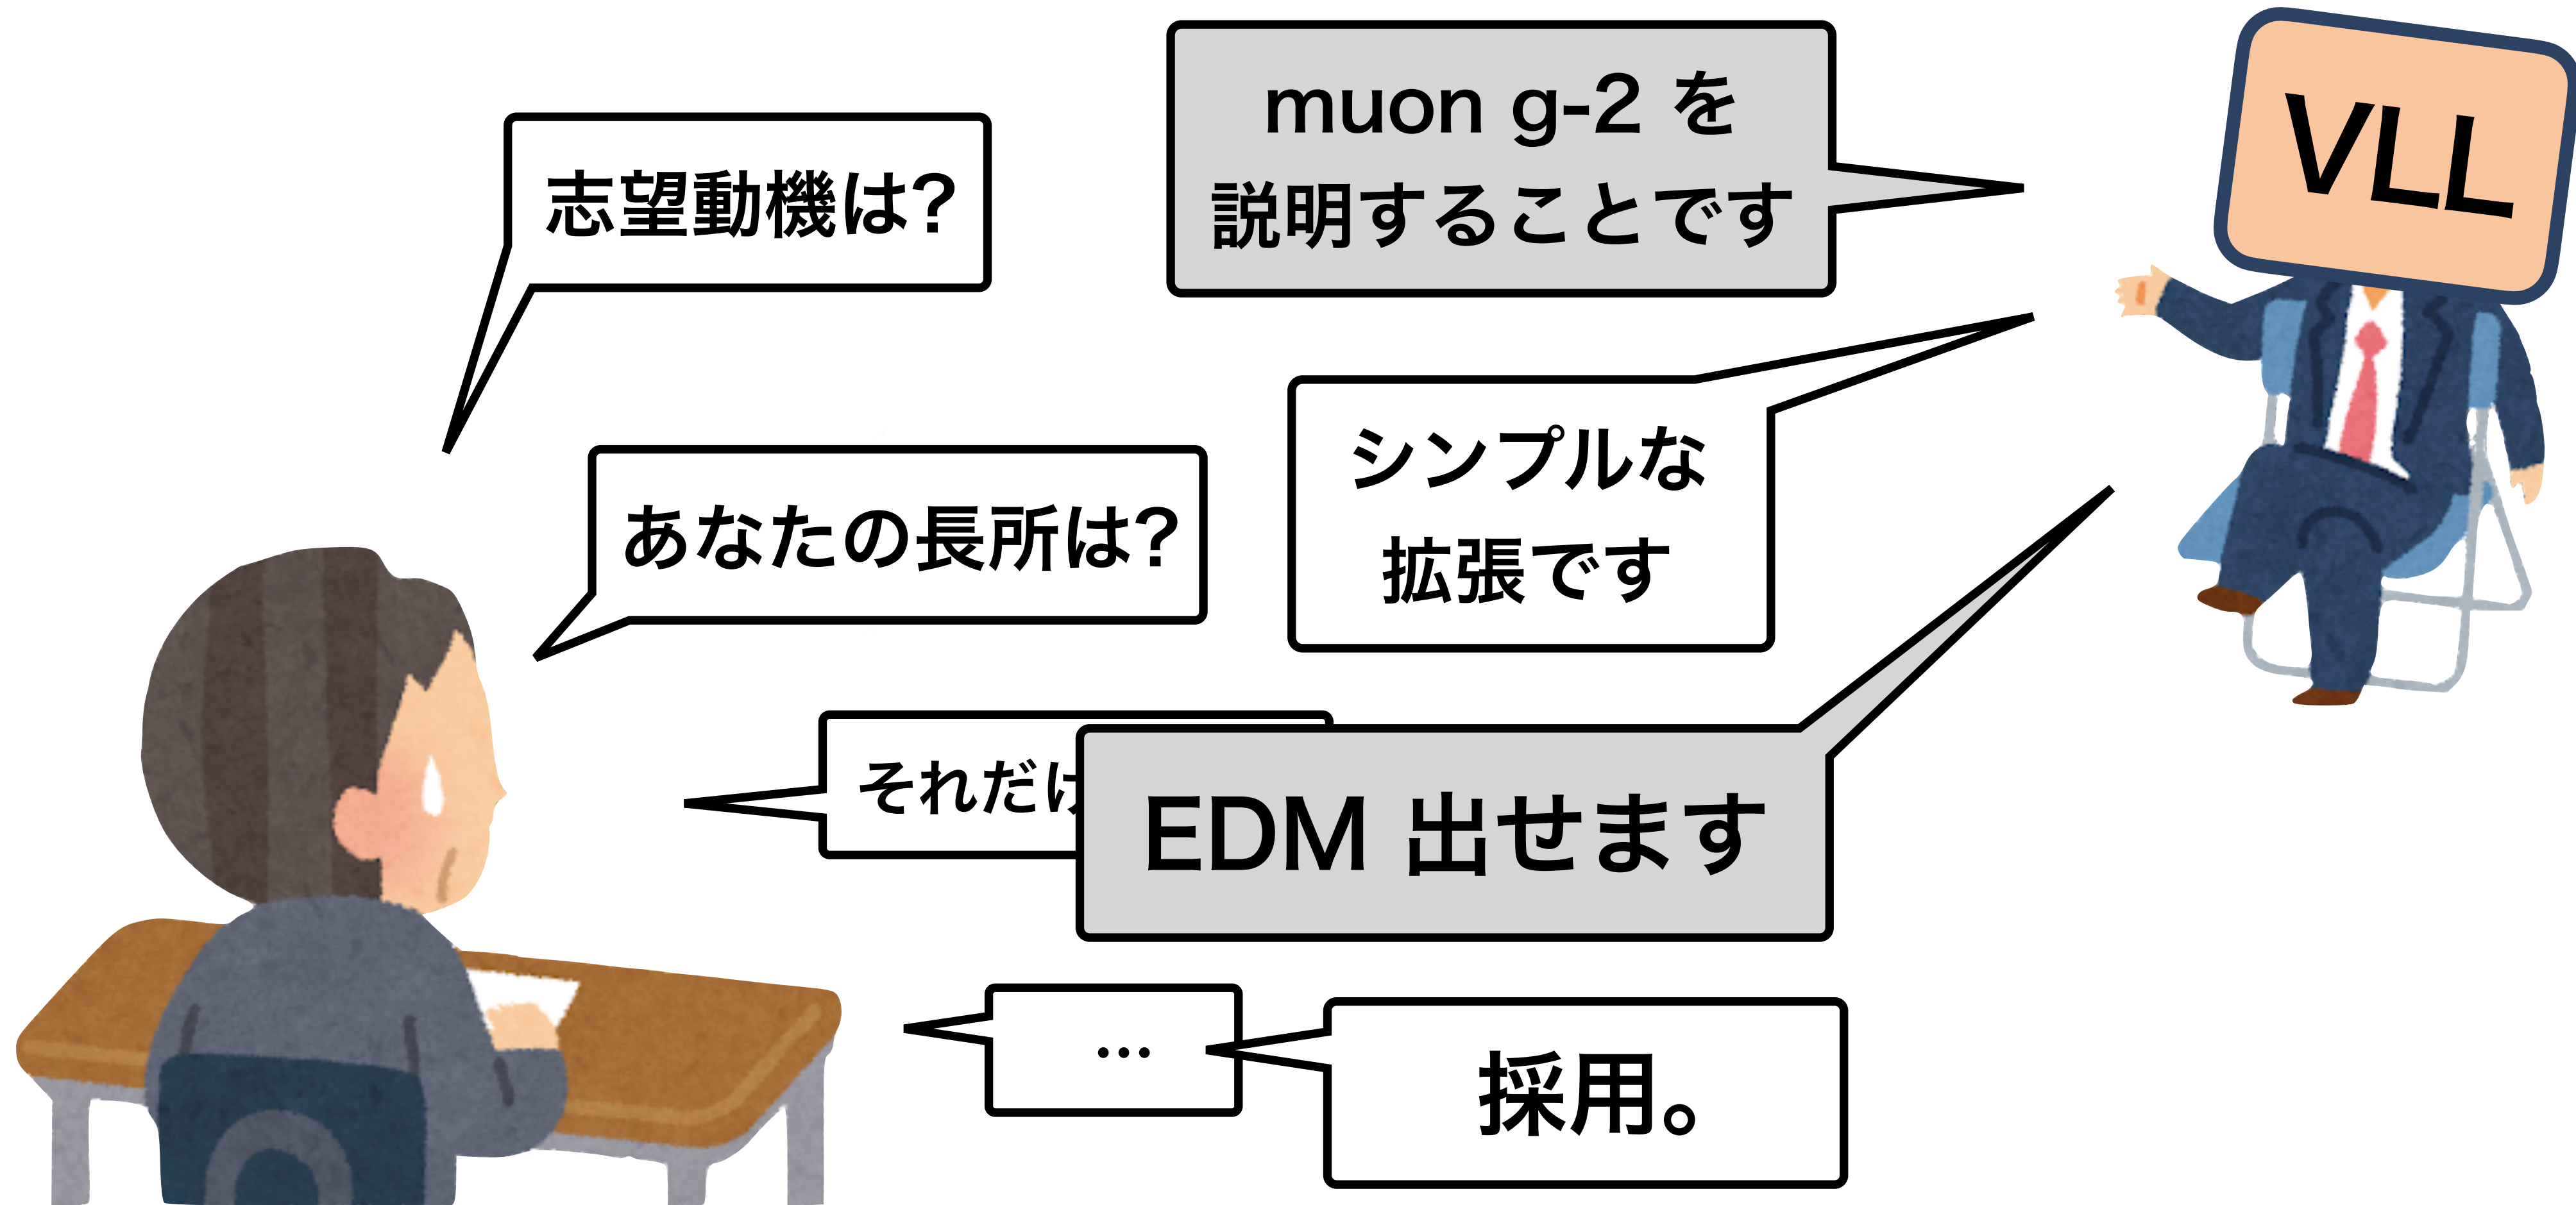 VLL
志望動機は?
muon g-2 を
説明することです
あなたの長所は?
シンプルな
拡張です
それだけ
EDM 出せます
…
採用。